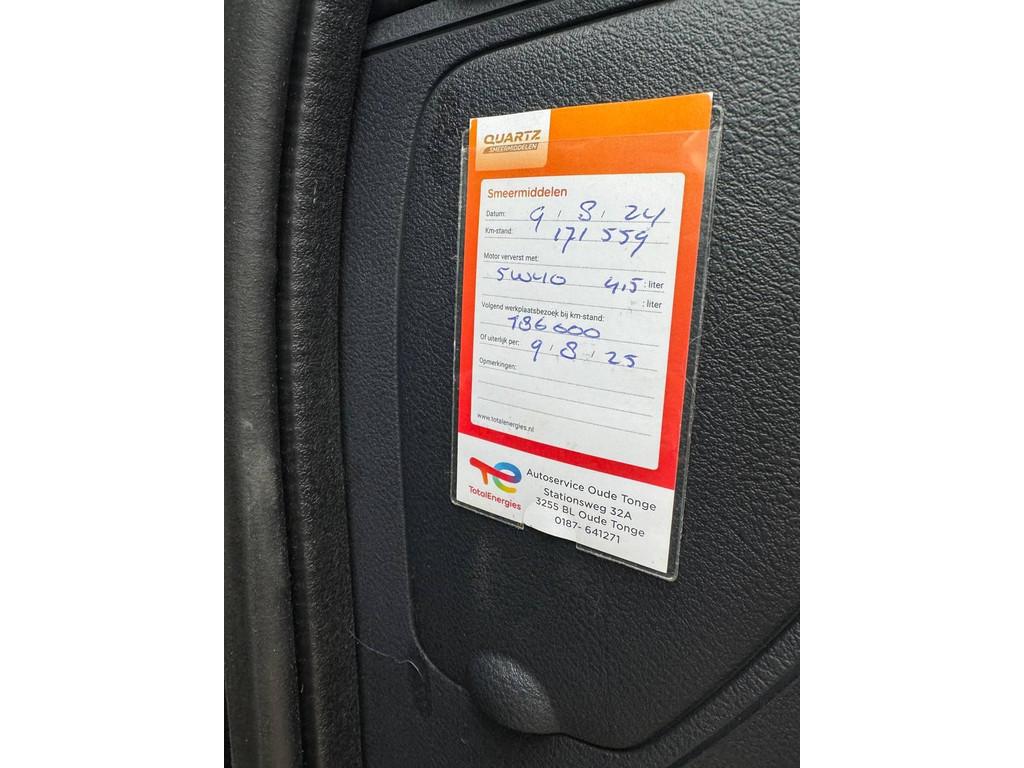 QUARTZ
SMEERMIDDELEN
Smeermiddelen
Datum: 9 / 8 / 24
Km-stand: 171 559
Motor ververst met:
5W40 4,5 : liter
: liter
Volgend werkplaatsbezoek bij km-stand:
186000
Of uiterlijk per: 9 / 8 / 25
Opmerkingen:
www.totalenergies.nl
TotalEnergies
Autoservice Oude Tonge
Stationsweg 32A
3255 BL Oude Tonge
0187- 641271